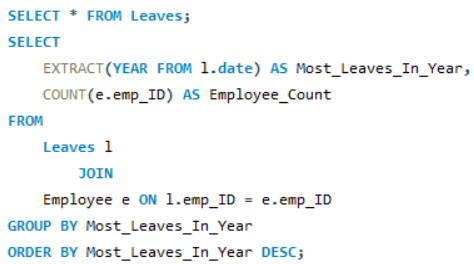 SELECT * FROM Leaves;
SELECT
EXTRACT(YEAR FROM l.date) AS Most_Leaves_In_Year,
COUNT(e.emp_ID) AS Employee_Count
FROM
Leaves l
JOIN
Employee e ON l.emp_ID = e.emp_ID
GROUP BY Most_Leaves_In_Year
ORDER BY Most_Leaves_In_Year DESC;